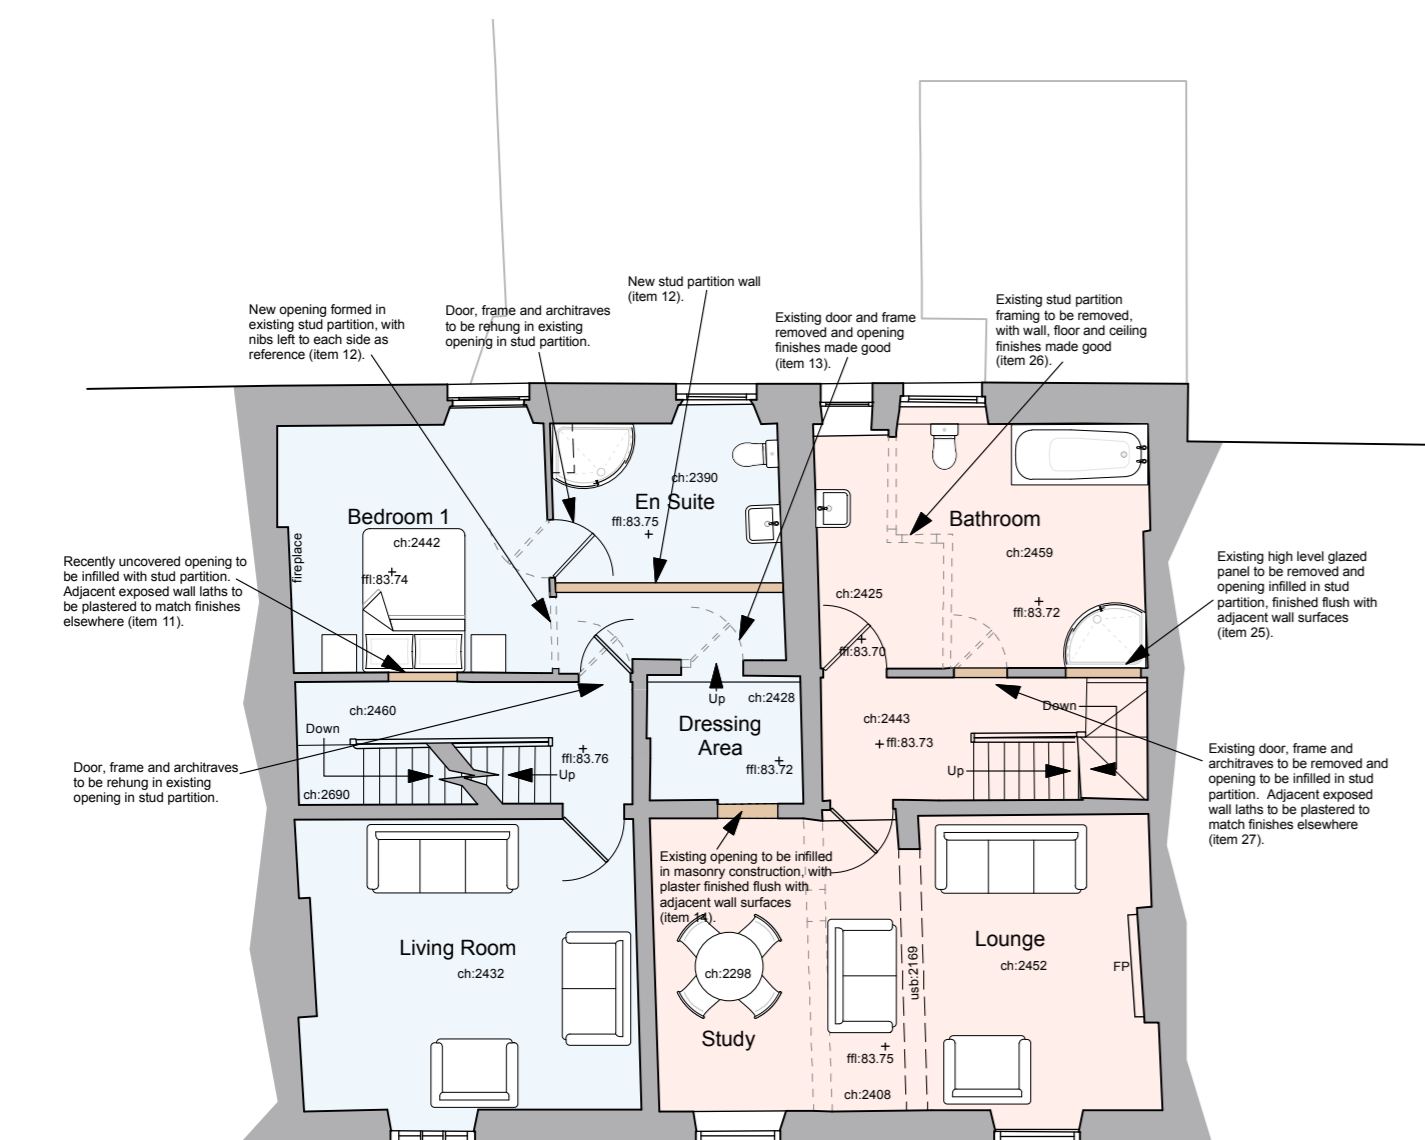 New stud partition wall
(item 12).
New opening formed in
existing stud partition, with
nibs left to each side as
reference (item 12).
Door, frame and architraves
to be rehung in existing
opening in stud partition.
Existing door and frame
removed and opening
finishes made good
(item 13).
Existing stud partition
framing to be removed,
with wall, floor and ceiling
finishes made good
(item 26).
Recently uncovered opening to
be infilled with stud partition.
Adjacent exposed wall laths to
be plastered to match finishes
elsewhere (item 11).
fireplace
Bedroom 1
ch:2442
ffl:83.74
ch:2390
En Suite
ffl:83.75
Bathroom
ch:2459
ch:2425
ffl:83.72
ffl:83.70
Existing high level glazed
panel to be removed and
opening infilled in stud
partition, finished flush with
adjacent wall surfaces
(item 25).
Door, frame and architraves
to be rehung in existing
opening in stud partition.
ch:2460
Down
Up
ffl:83.76
ch:2690
Up
ch:2428
Dressing
Area
ffl:83.72
ch:2443
ffl:83.73
Down
Up
Existing door, frame and
architraves to be removed and
opening to be infilled in stud
partition. Adjacent exposed
wall laths to be plastered to
match finishes elsewhere
(item 27).
Existing opening to be infilled
in masonry construction, with
plaster finished flush with
adjacent wall surfaces
(item 14).
Living Room
ch:2432
ch:2298
Study
usb:2169
Lounge
ch:2452
FP
ffl:83.75
ch:2408